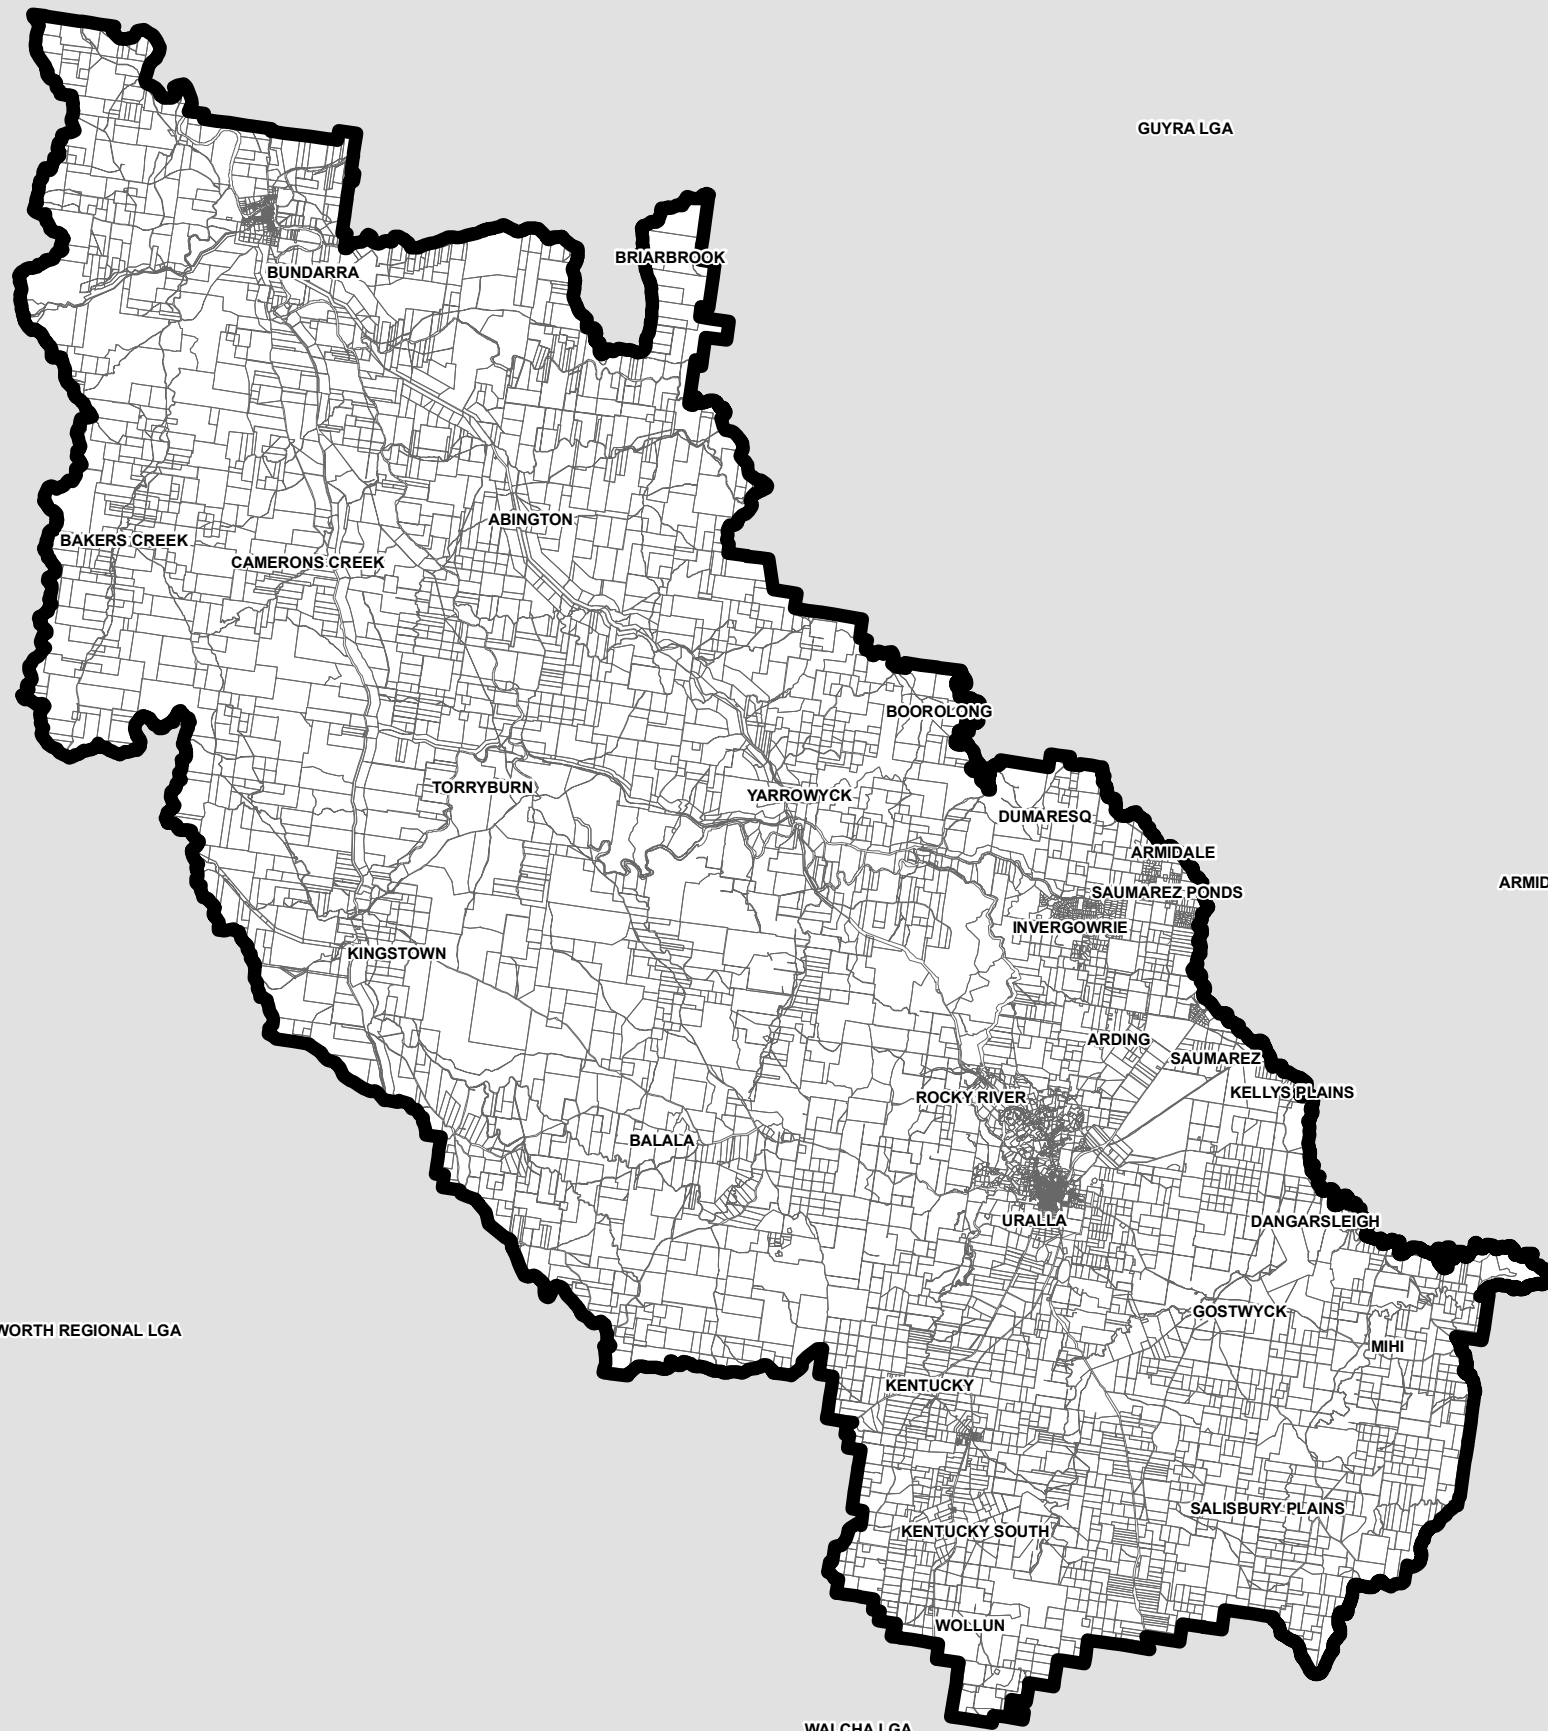 GUYRA LGA
BRIARBROOK
BUNDARRA
ABINGTON
BAKERS CREEK
CAMERONS CREEK
BOOROLONG
TORRYBURN
YARROWYCK
DUMARESQ
ARMIDALE
ARMID
SAUMAREZ PONDS
INVERGOWRIE
KINGSTOWN
ARDING
SAUMAREZ
KELLYS PLAINS
ROCKY RIVER
BALALA
URALLA
DANGARSLEIGH
GOSTWYCK
WORTH REGIONAL LGA
MIHI
KENTUCKY
SALISBURY PLAINS
KENTUCKY SOUTH
WOLLUN
WALCHA LGA